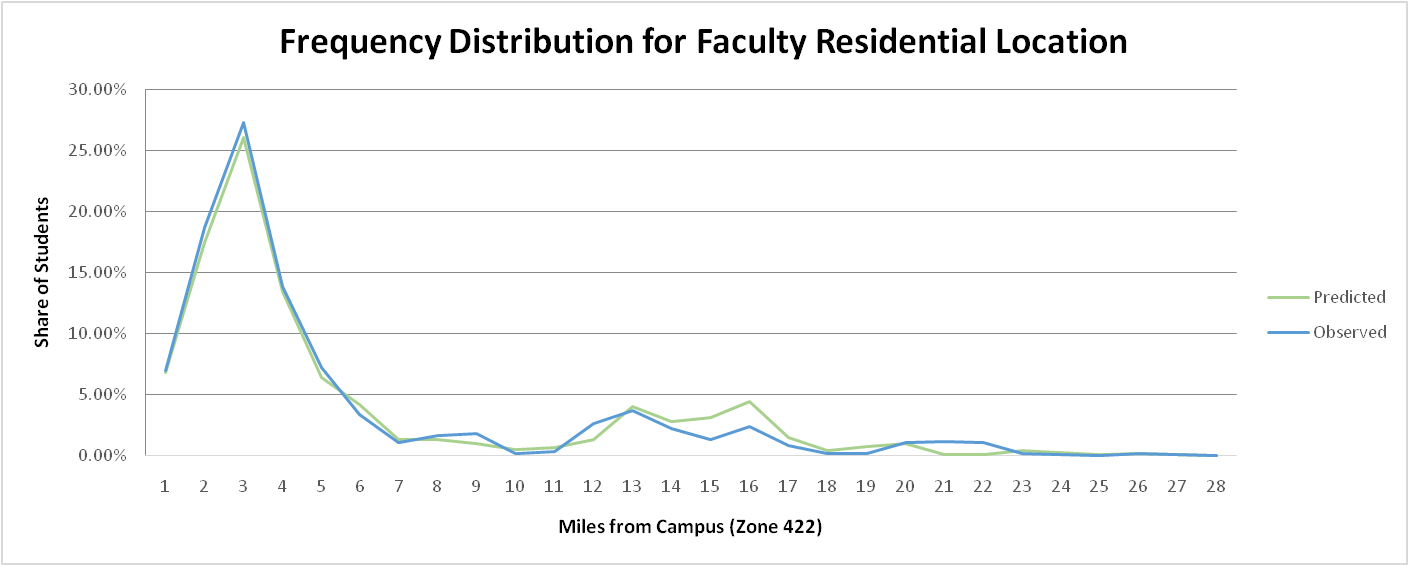 Frequency Distribution for Faculty Residential Location
30.00%
25.00%
20.00%
15.00%
10.00%
5.00%
0.00%
Share of Students
1 2 3 4 5 6 7 8 9 10 11 12 13 14 15 16 17 18 19 20 21 22 23 24 25 26 27 28
Miles from Campus (Zone 422)
Predicted
Observed